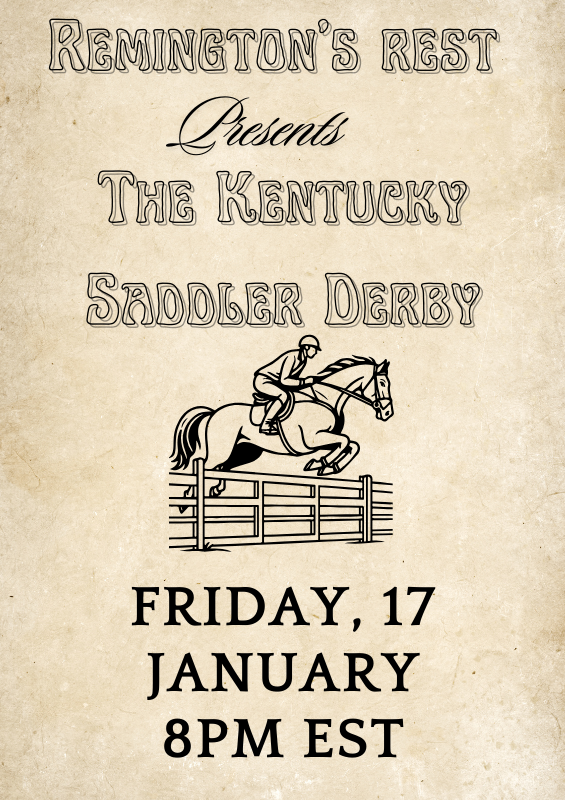 Remington's rest
Presents
The Kentucky
Saddler Derby
FRIDAY, 17
JANUARY
8PM EST